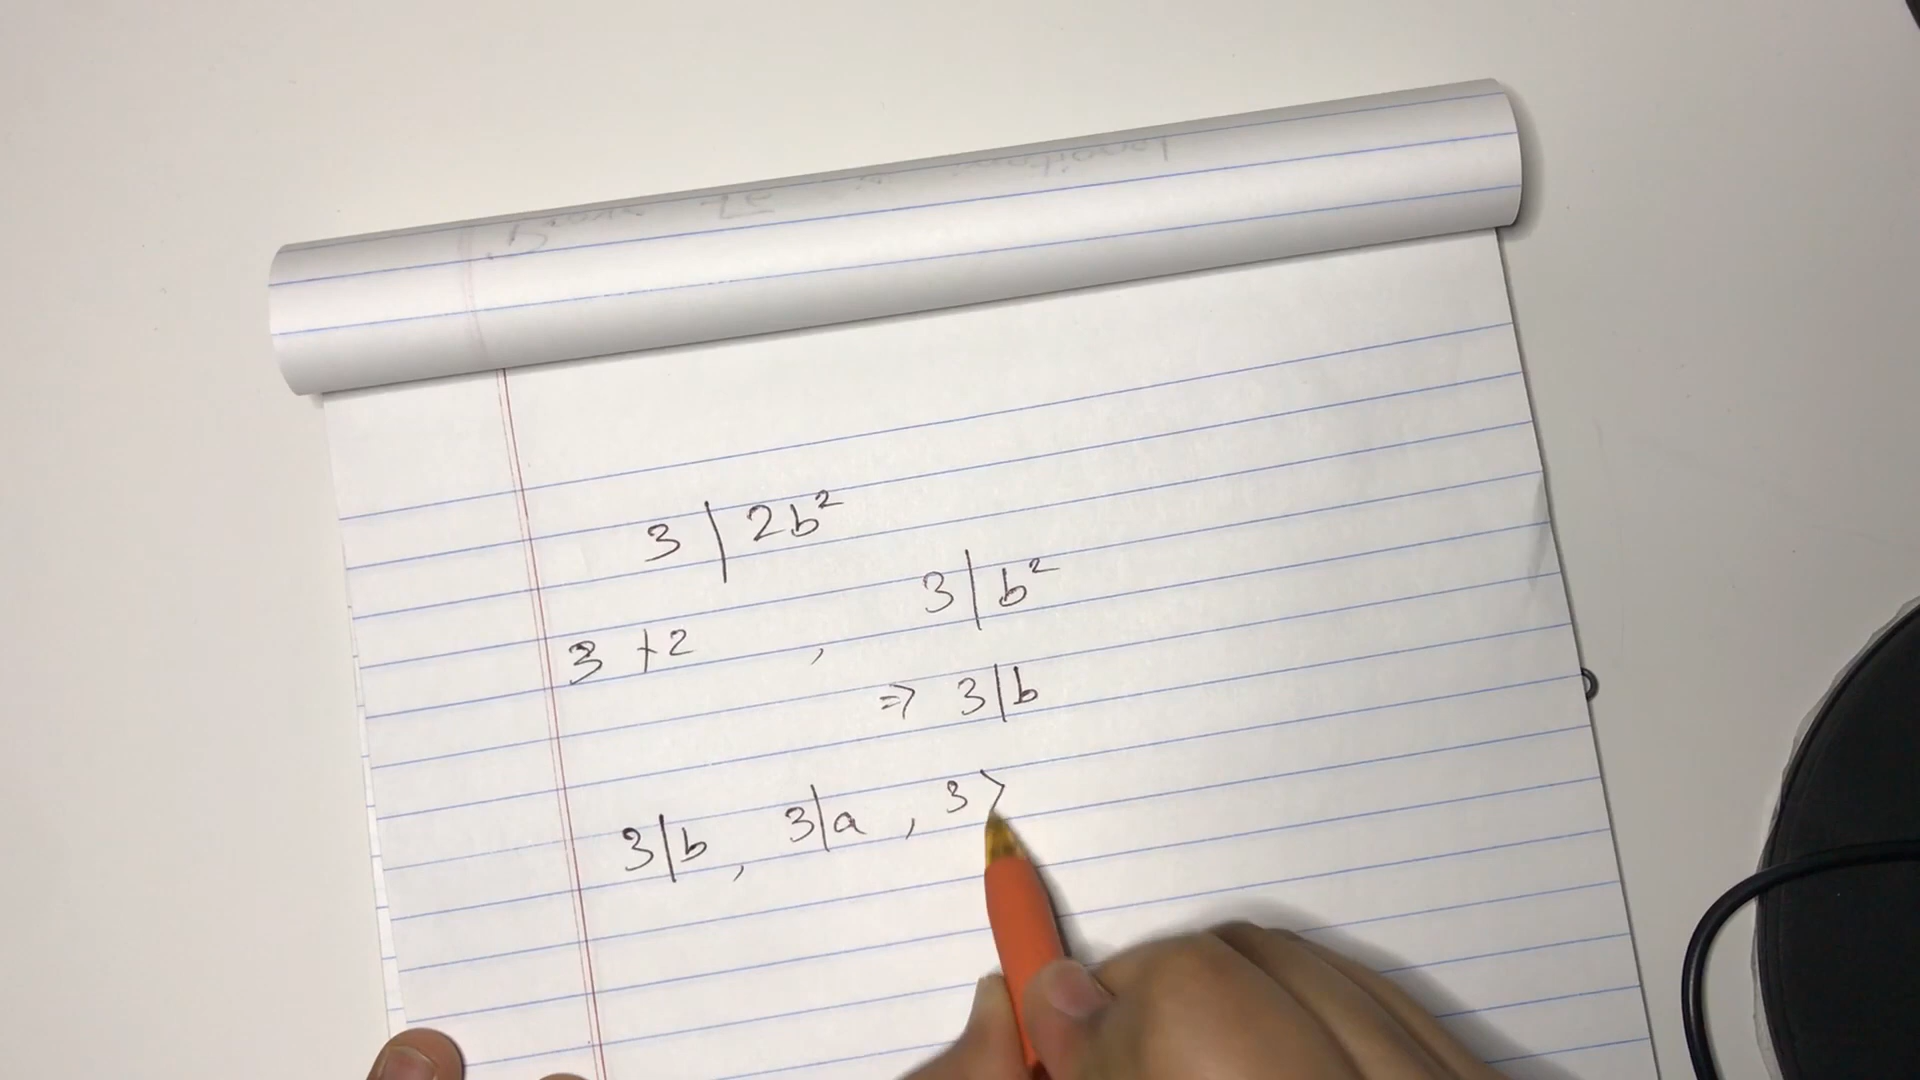 3 | 2b²
3 ∤ 2 , 3 | b²
⇒ 3 | b
3 | b , 3 | a , 3 >